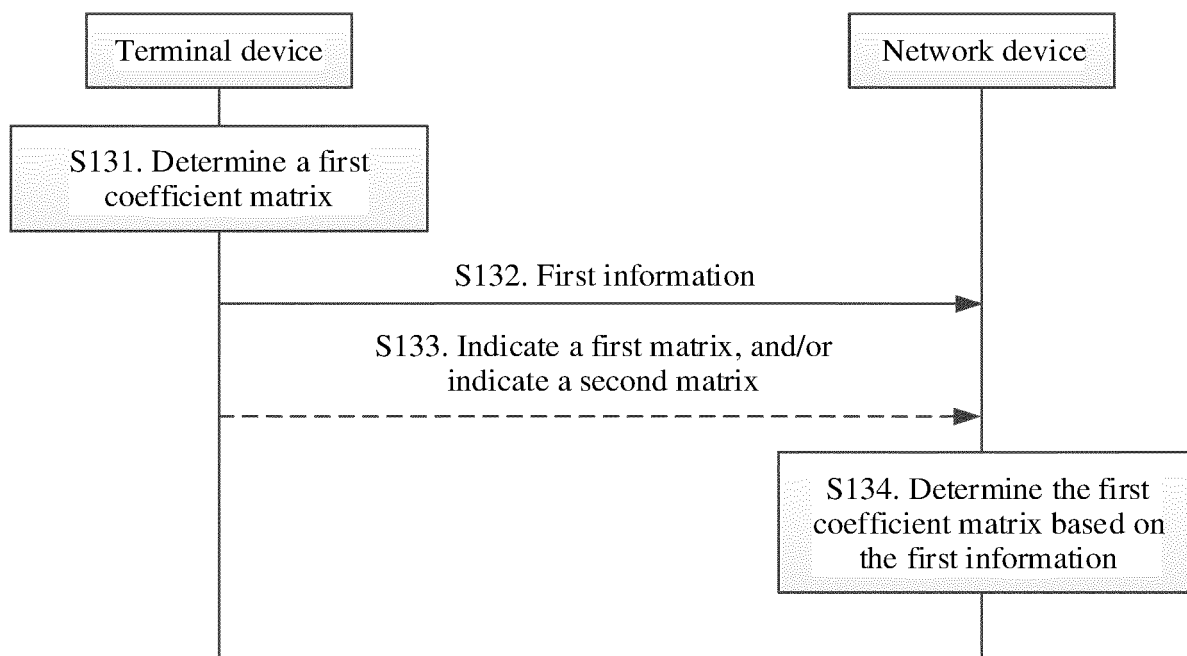 Terminal device
Network device
S131. Determine a first
coefficient matrix
S132. First information
S133. Indicate a first matrix, and/or
indicate a second matrix
S134. Determine the first
coefficient matrix based on
the first information